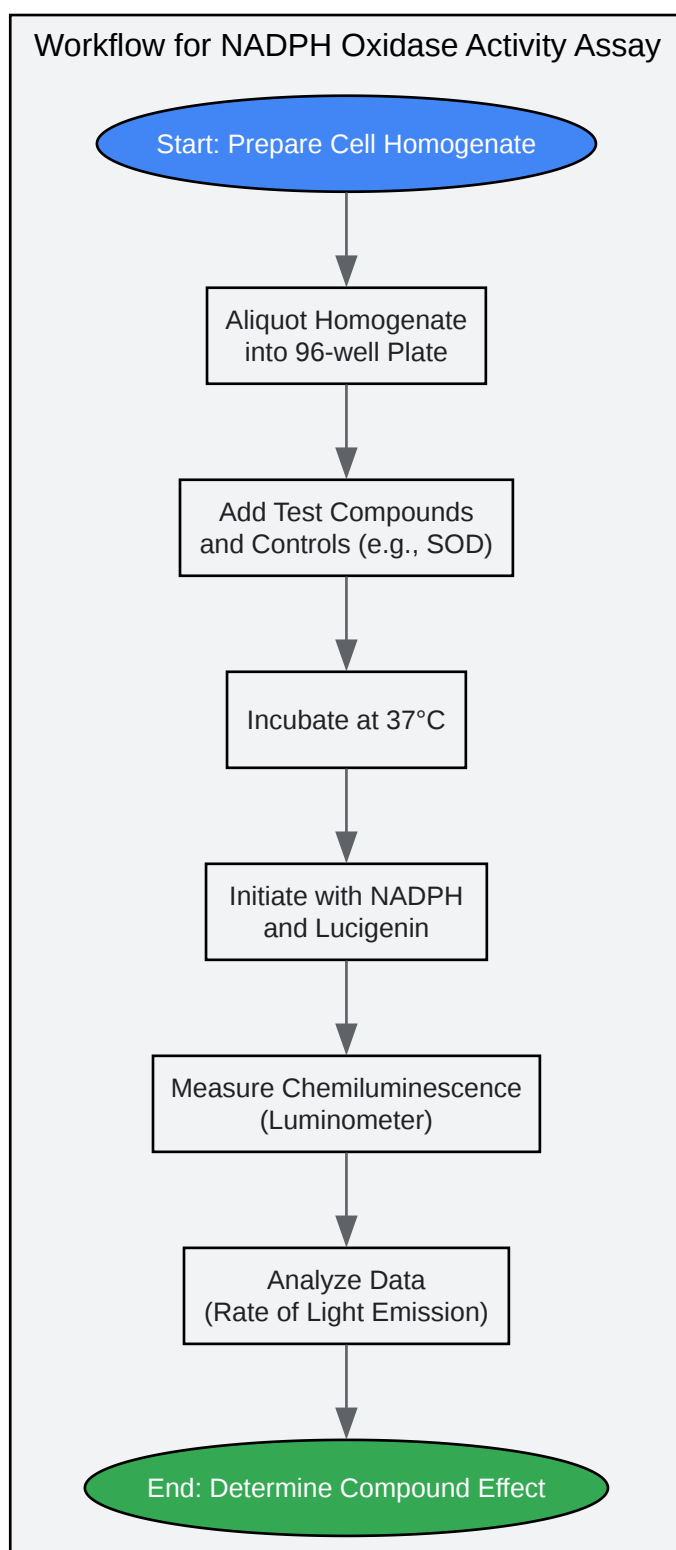 Workflow for NADPH Oxidase Activity Assay
Start: Prepare Cell Homogenate
Aliquot Homogenate
into 96-well Plate
Add Test Compounds
and Controls (e.g., SOD)
Incubate at 37°C
Initiate with NADPH
and Lucigenin
Measure Chemiluminescence
(Luminometer)
Analyze Data
(Rate of Light Emission)
End: Determine Compound Effect